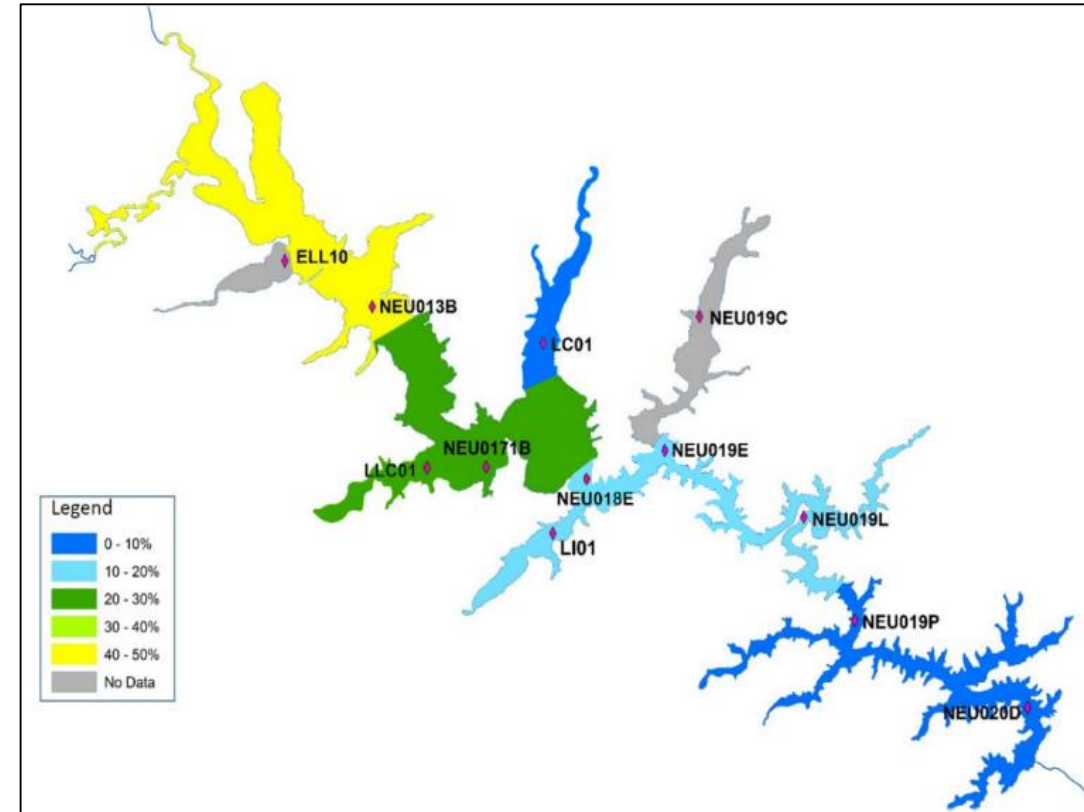 ELL10
NEU013B
NEU019C
LC01
NEU0171B
NEU019E
LLC01
NEU018E
Legend
NEU019L
0 - 10%
LI01
10 - 20%
20 - 30%
30 - 40%
NEU019P
40 - 50%
No Data
NEU020D